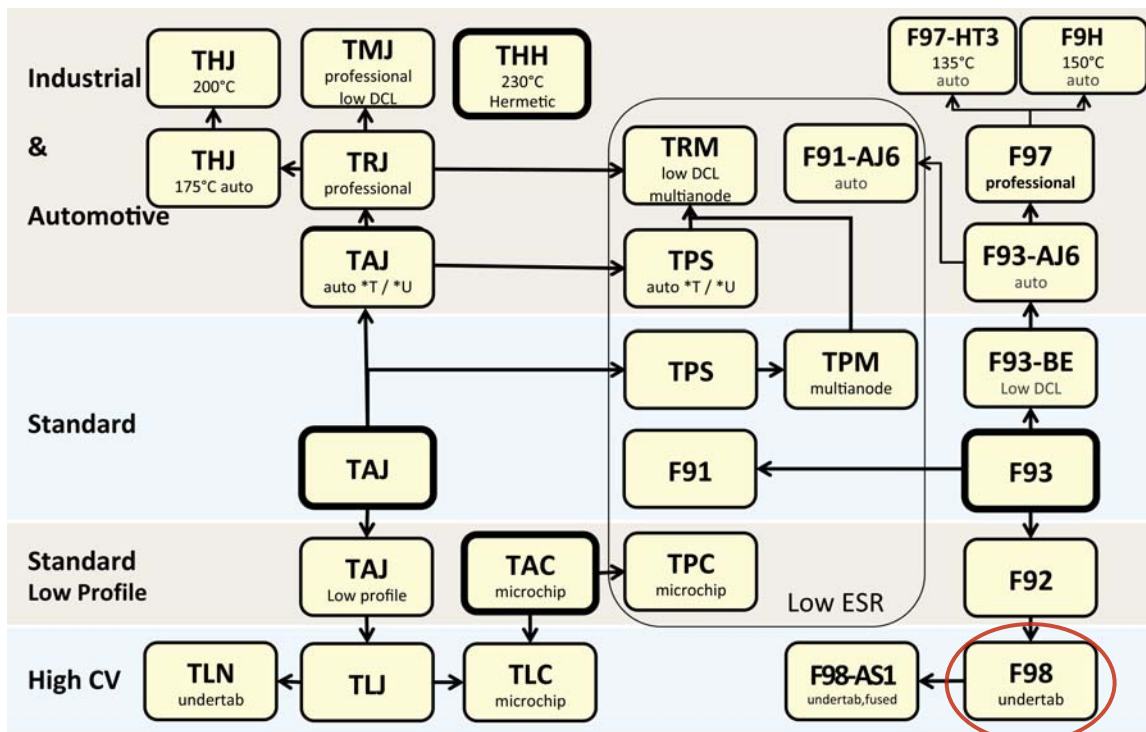 Industrial
&
Automotive
THJ
200°C
TMJ
professional
low DCL
THH
230°C
Hermetic
F97-HT3
135°C
auto
F9H
150°C
auto
THJ
175°C auto
TRJ
professional
TRM
low DCL
multianode
F91-AJ6
auto
F97
professional
TAJ
auto *T / *U
TPS
auto *T / *U
F93-AJ6
auto
Standard
TPS
TPM
multianode
F93-BE
Low DCL
TAJ
F91
F93
Standard
Low Profile
TAJ
Low profile
TAC
microchip
TPC
microchip
Low ESR
F92
High CV
TLN
undertab
TLJ
TLC
microchip
F98-AS1
undertab,fused
F98
undertab